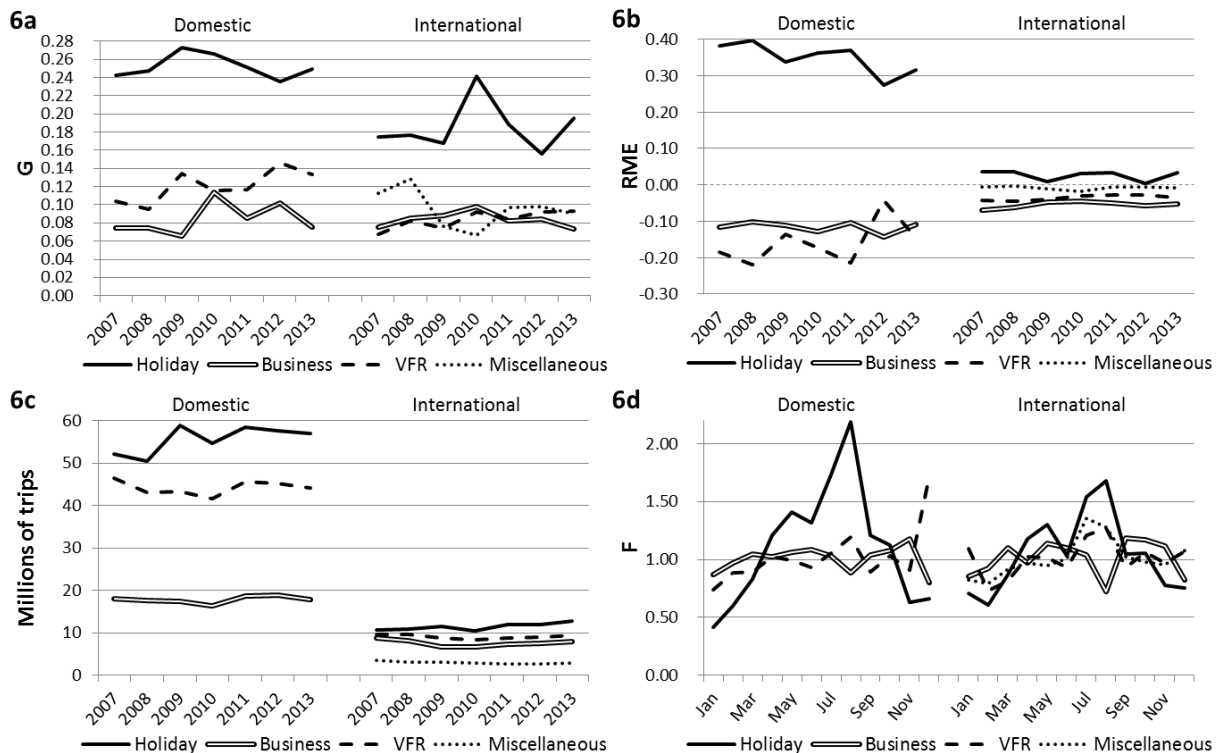 6a
Domestic International
G
0.28
0.26
0.24
0.22
0.20
0.18
0.16
0.14
0.12
0.10
0.08
0.06
0.04
0.02
0.00
2007 2008 2009 2010 2011 2012 2013 2007 2008 2009 2010 2011 2012 2013
Holiday Business VFR Miscellaneous
6b
Domestic International
RME
0.40
0.30
0.20
0.10
0.00
-0.10
-0.20
-0.30
2007 2008 2009 2010 2011 2012 2013 2007 2008 2009 2010 2011 2012 2013
Holiday Business VFR Miscellaneous
6c
Domestic International
Millions of trips
60
50
40
30
20
10
0
2007 2008 2009 2010 2011 2012 2013 2007 2008 2009 2010 2011 2012 2013
Holiday Business VFR Miscellaneous
6d
Domestic International
F
2.00
1.50
1.00
0.50
0.00
Jan Mar May Jul Sep Nov Jan Mar May Jul Sep Nov
Holiday Business VFR Miscellaneous